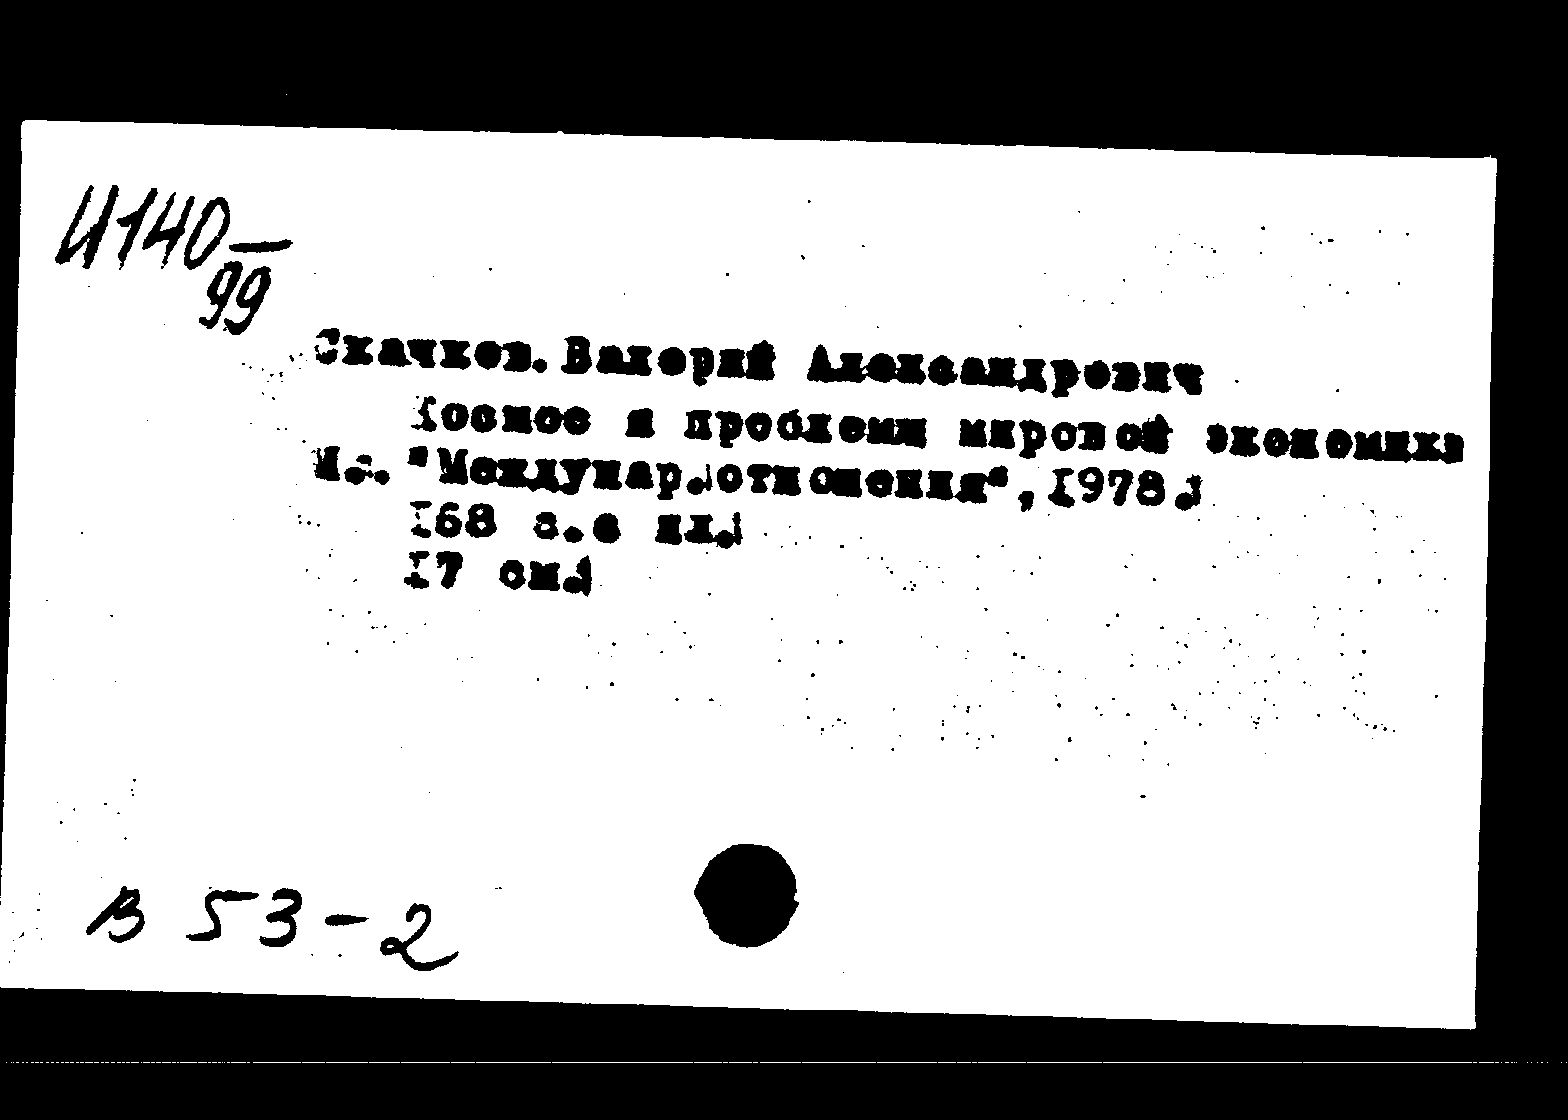 И140-
99
Скачков. Валерий Александрович
Космос и проблемы мировой экономики
М.. "Междунар. отношения", 1978.
168 с. с ил.
17 см.
В 53-2